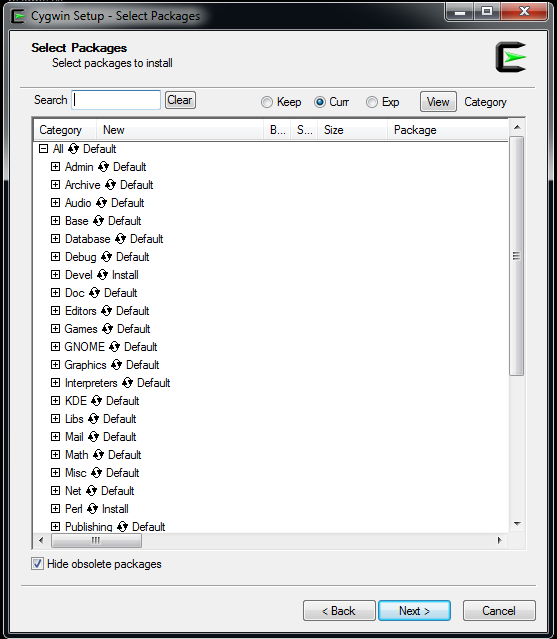 Cygwin Setup - Select Packages
Select Packages
Select packages to install
Search Clear Keep Curr Exp View Category
Category New B... S... Size Package
All Default
Admin Default
Archive Default
Audio Default
Base Default
Database Default
Debug Default
Devel Install
Doc Default
Editors Default
Games Default
GNOME Default
Graphics Default
Interpreters Default
KDE Default
Libs Default
Mail Default
Math Default
Misc Default
Net Default
Perl Install
Publishing Default
Hide obsolete packages
< Back Next > Cancel